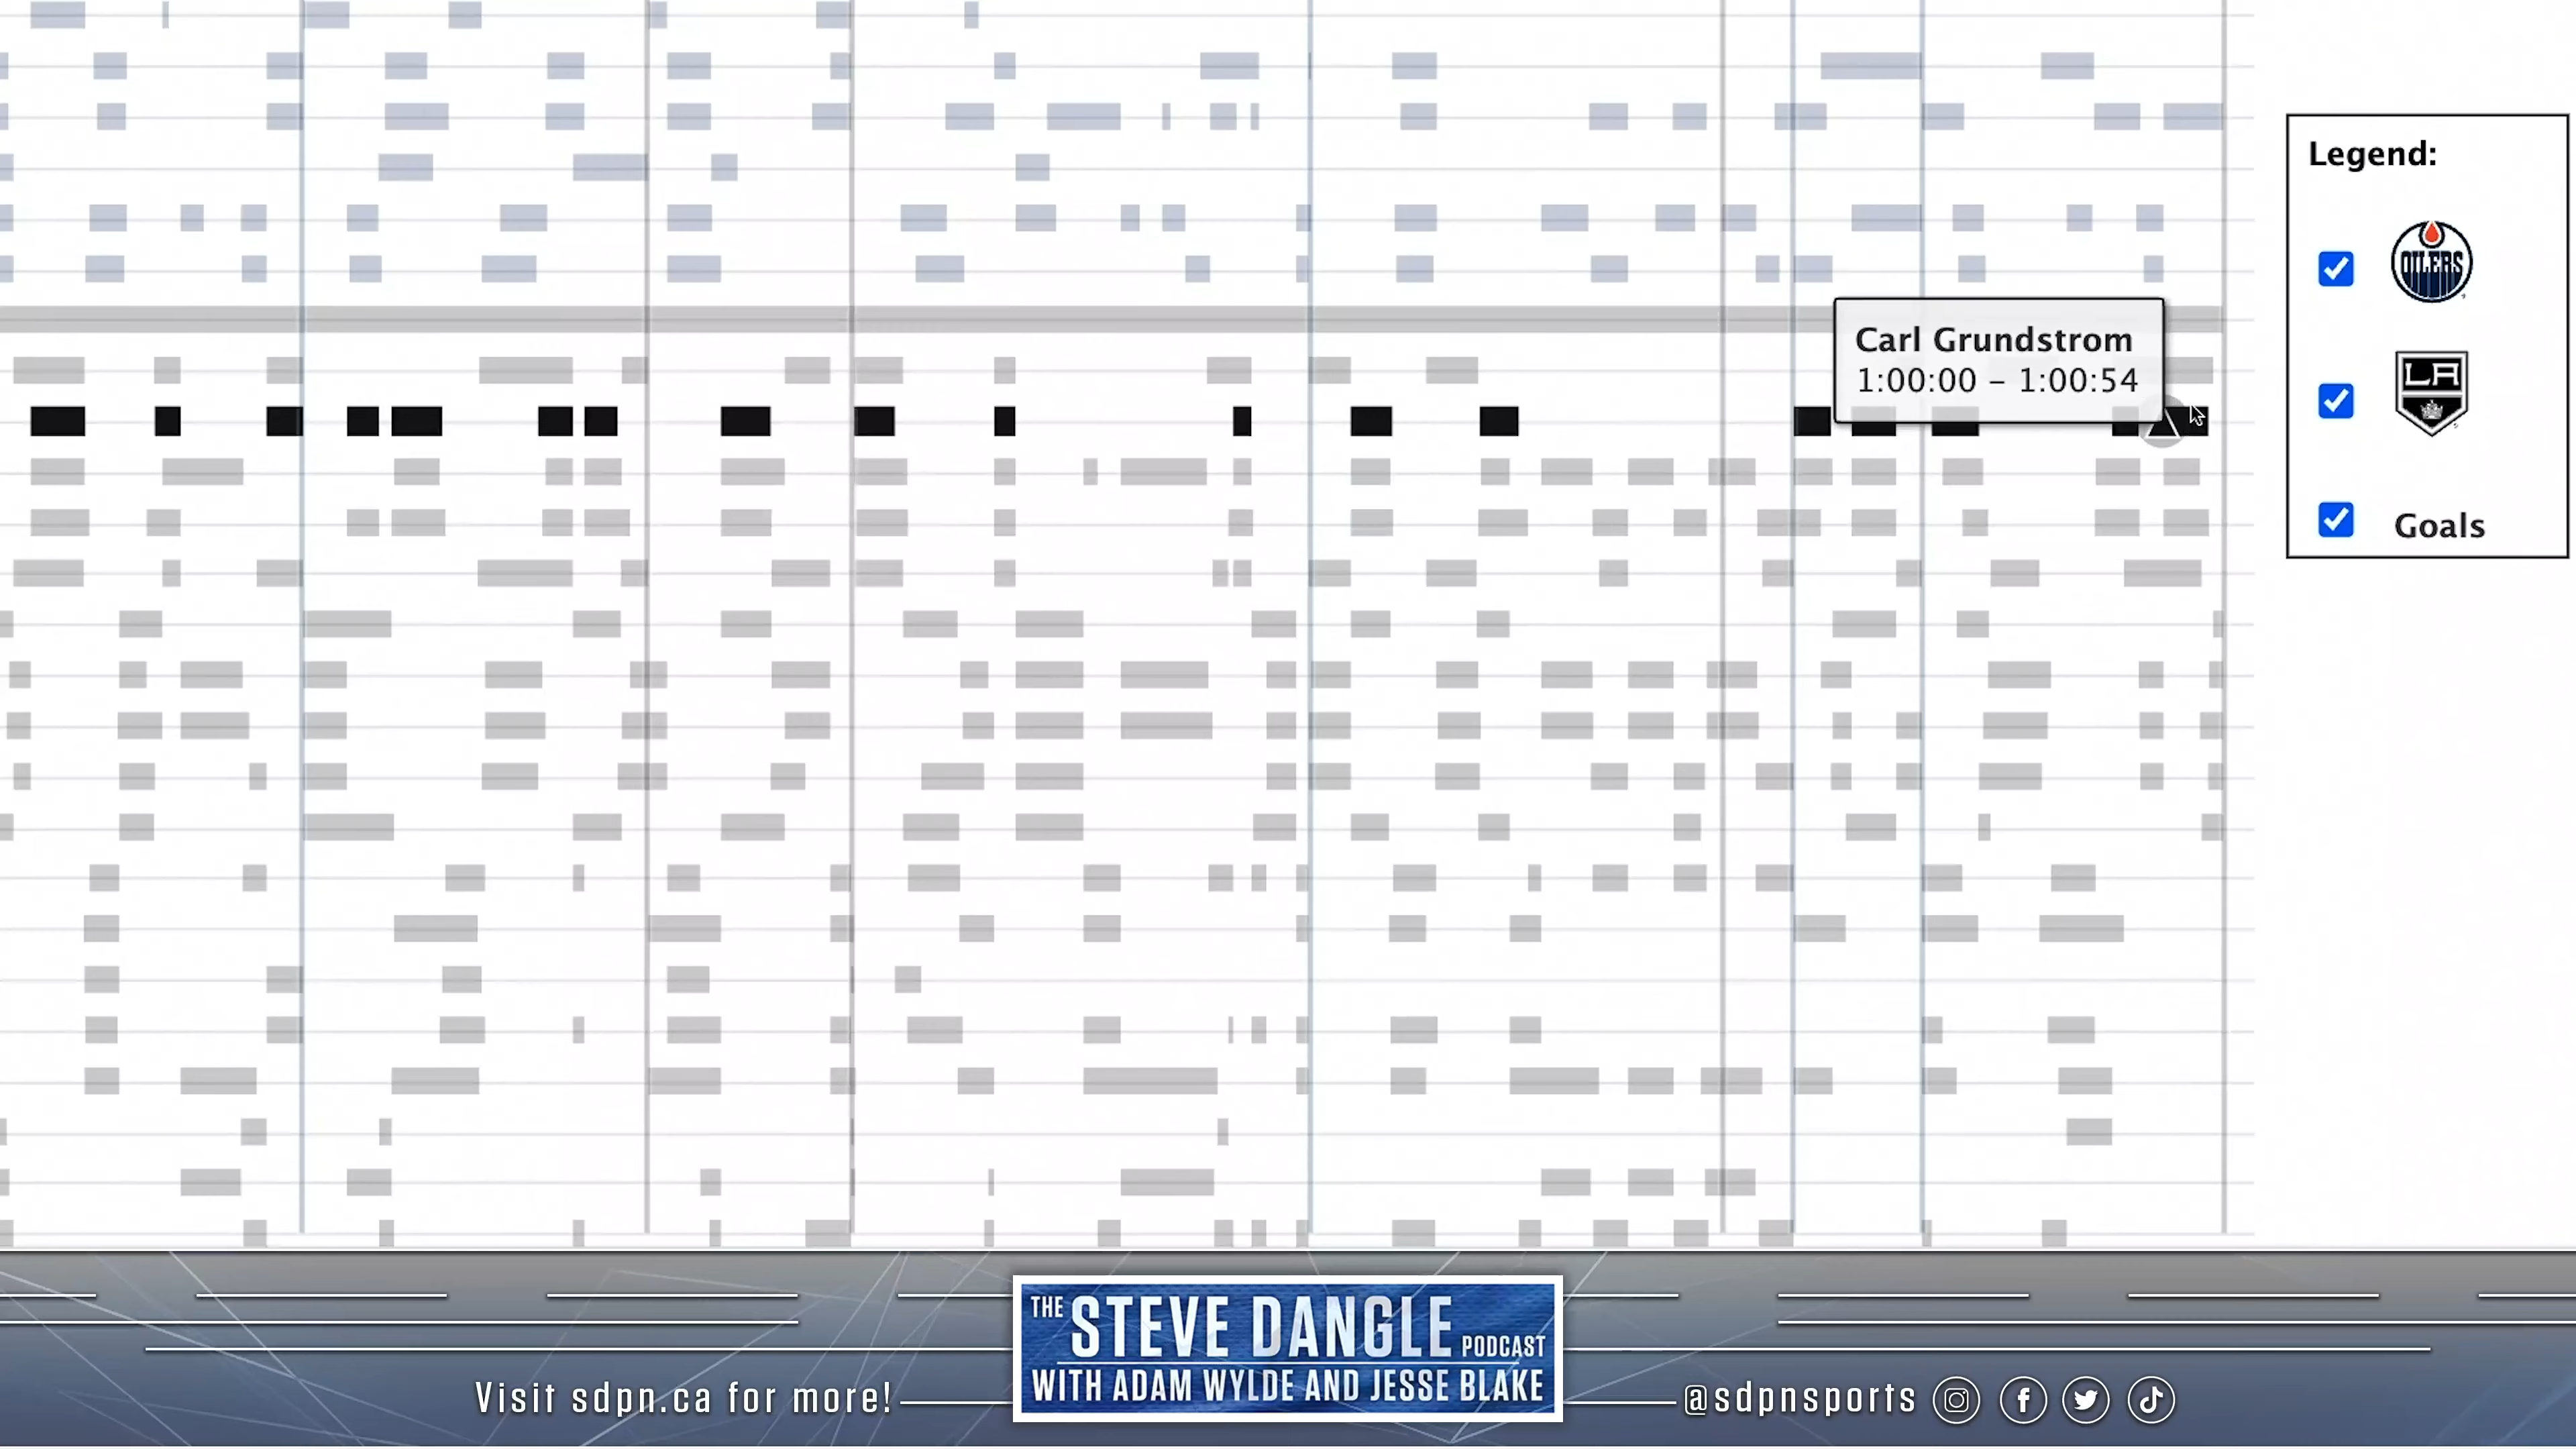 Legend:
OILERS
Carl Grundstrom
1:00:00 – 1:00:54
LA
Goals
THE STEVE DANGLE PODCAST
WITH ADAM WYLDE AND JESSE BLAKE
Visit sdpn.ca for more!
@sdpnsports